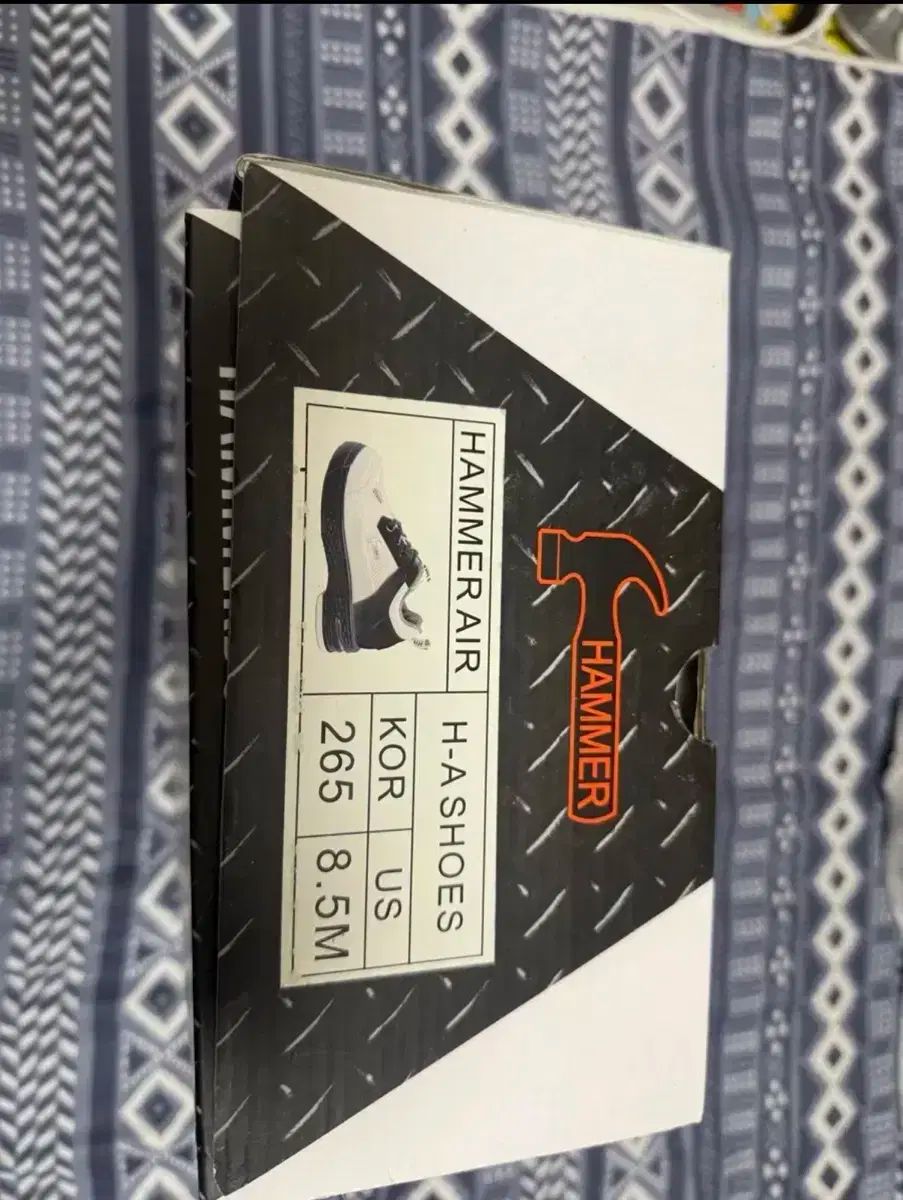 HAMMER
HAMMER AIR
H-A SHOES
KOR
US
265
8.5M